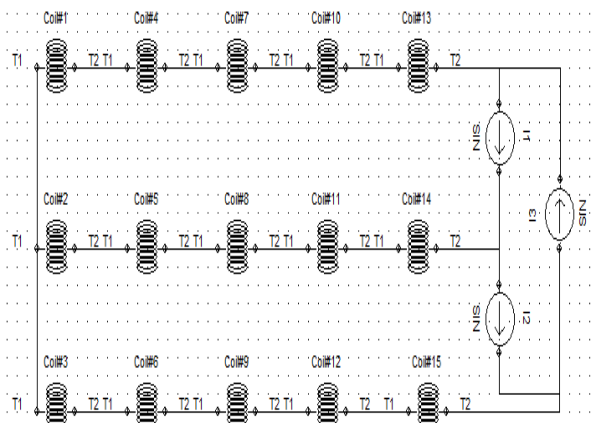 Coil#1 Coil#4 Coil#7 Coil#10 Coil#13
T1 T2 T1 T2 T1 T2 T1 T2 T1 T2
I1
SIN
Coil#2 Coil#5 Coil#8 Coil#11 Coil#14
I3
SIN
T1 T2 T1 T2 T1 T2 T1 T2 T1 T2
I2
SIN
Coil#3 Coil#6 Coil#9 Coil#12 Coil#15
T1 T2 T1 T2 T1 T2 T1 T2 T1 T2